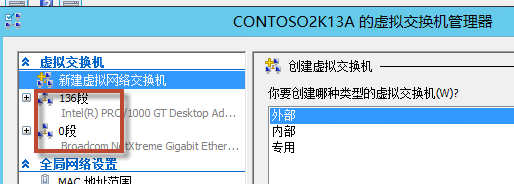 CONTOSO2K13A 的虚拟交换机管理器
虚拟交换机
新建虚拟网络交换机
136段
Intel(R) PRO/1000 GT Desktop Ad...
0段
Broadcom NetXtreme Gigabit Ether...
全局网络设置
MAC 地址范围
创建虚拟交换机
你要创建哪种类型的虚拟交换机(W)?
外部
内部
专用